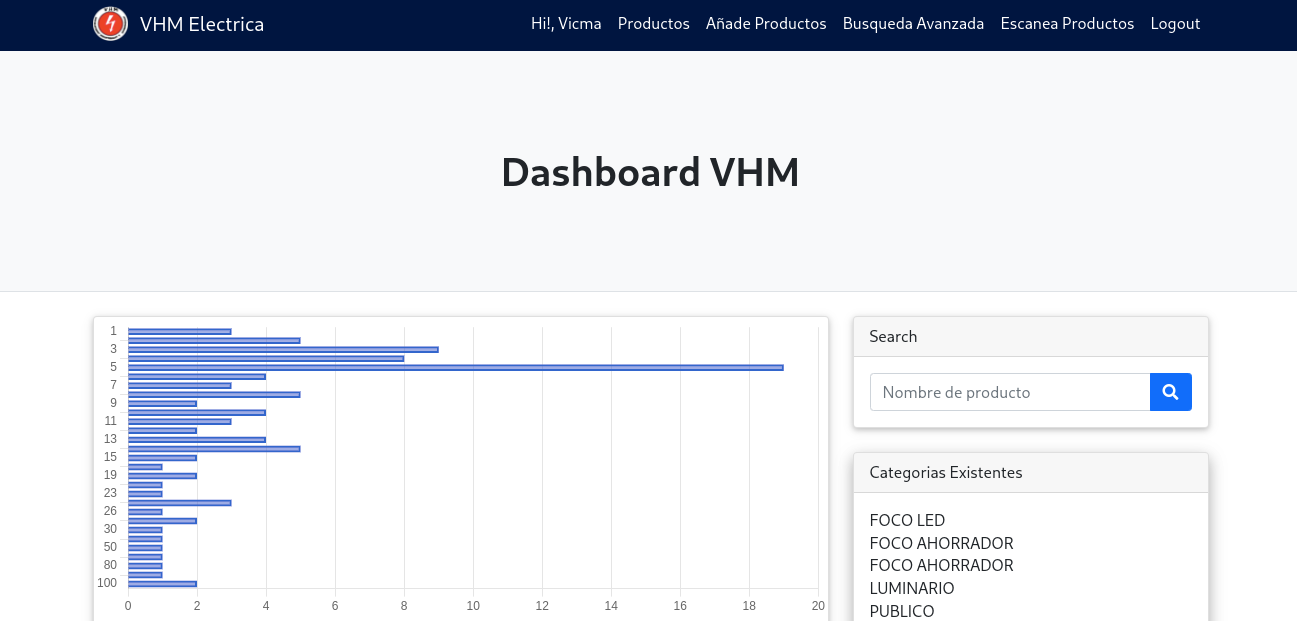 VHM Electrica
Hi!, Vicma Productos Añade Productos Busqueda Avanzada Escanea Productos Logout
Dashboard VHM
1
3
5
7
9
11
13
15
19
23
26
30
50
80
100
0 2 4 6 8 10 12 14 16 18 20
Search
Nombre de producto
Categorias Existentes
FOCO LED
FOCO AHORRADOR
FOCO AHORRADOR
LUMINARIO
PUBLICO